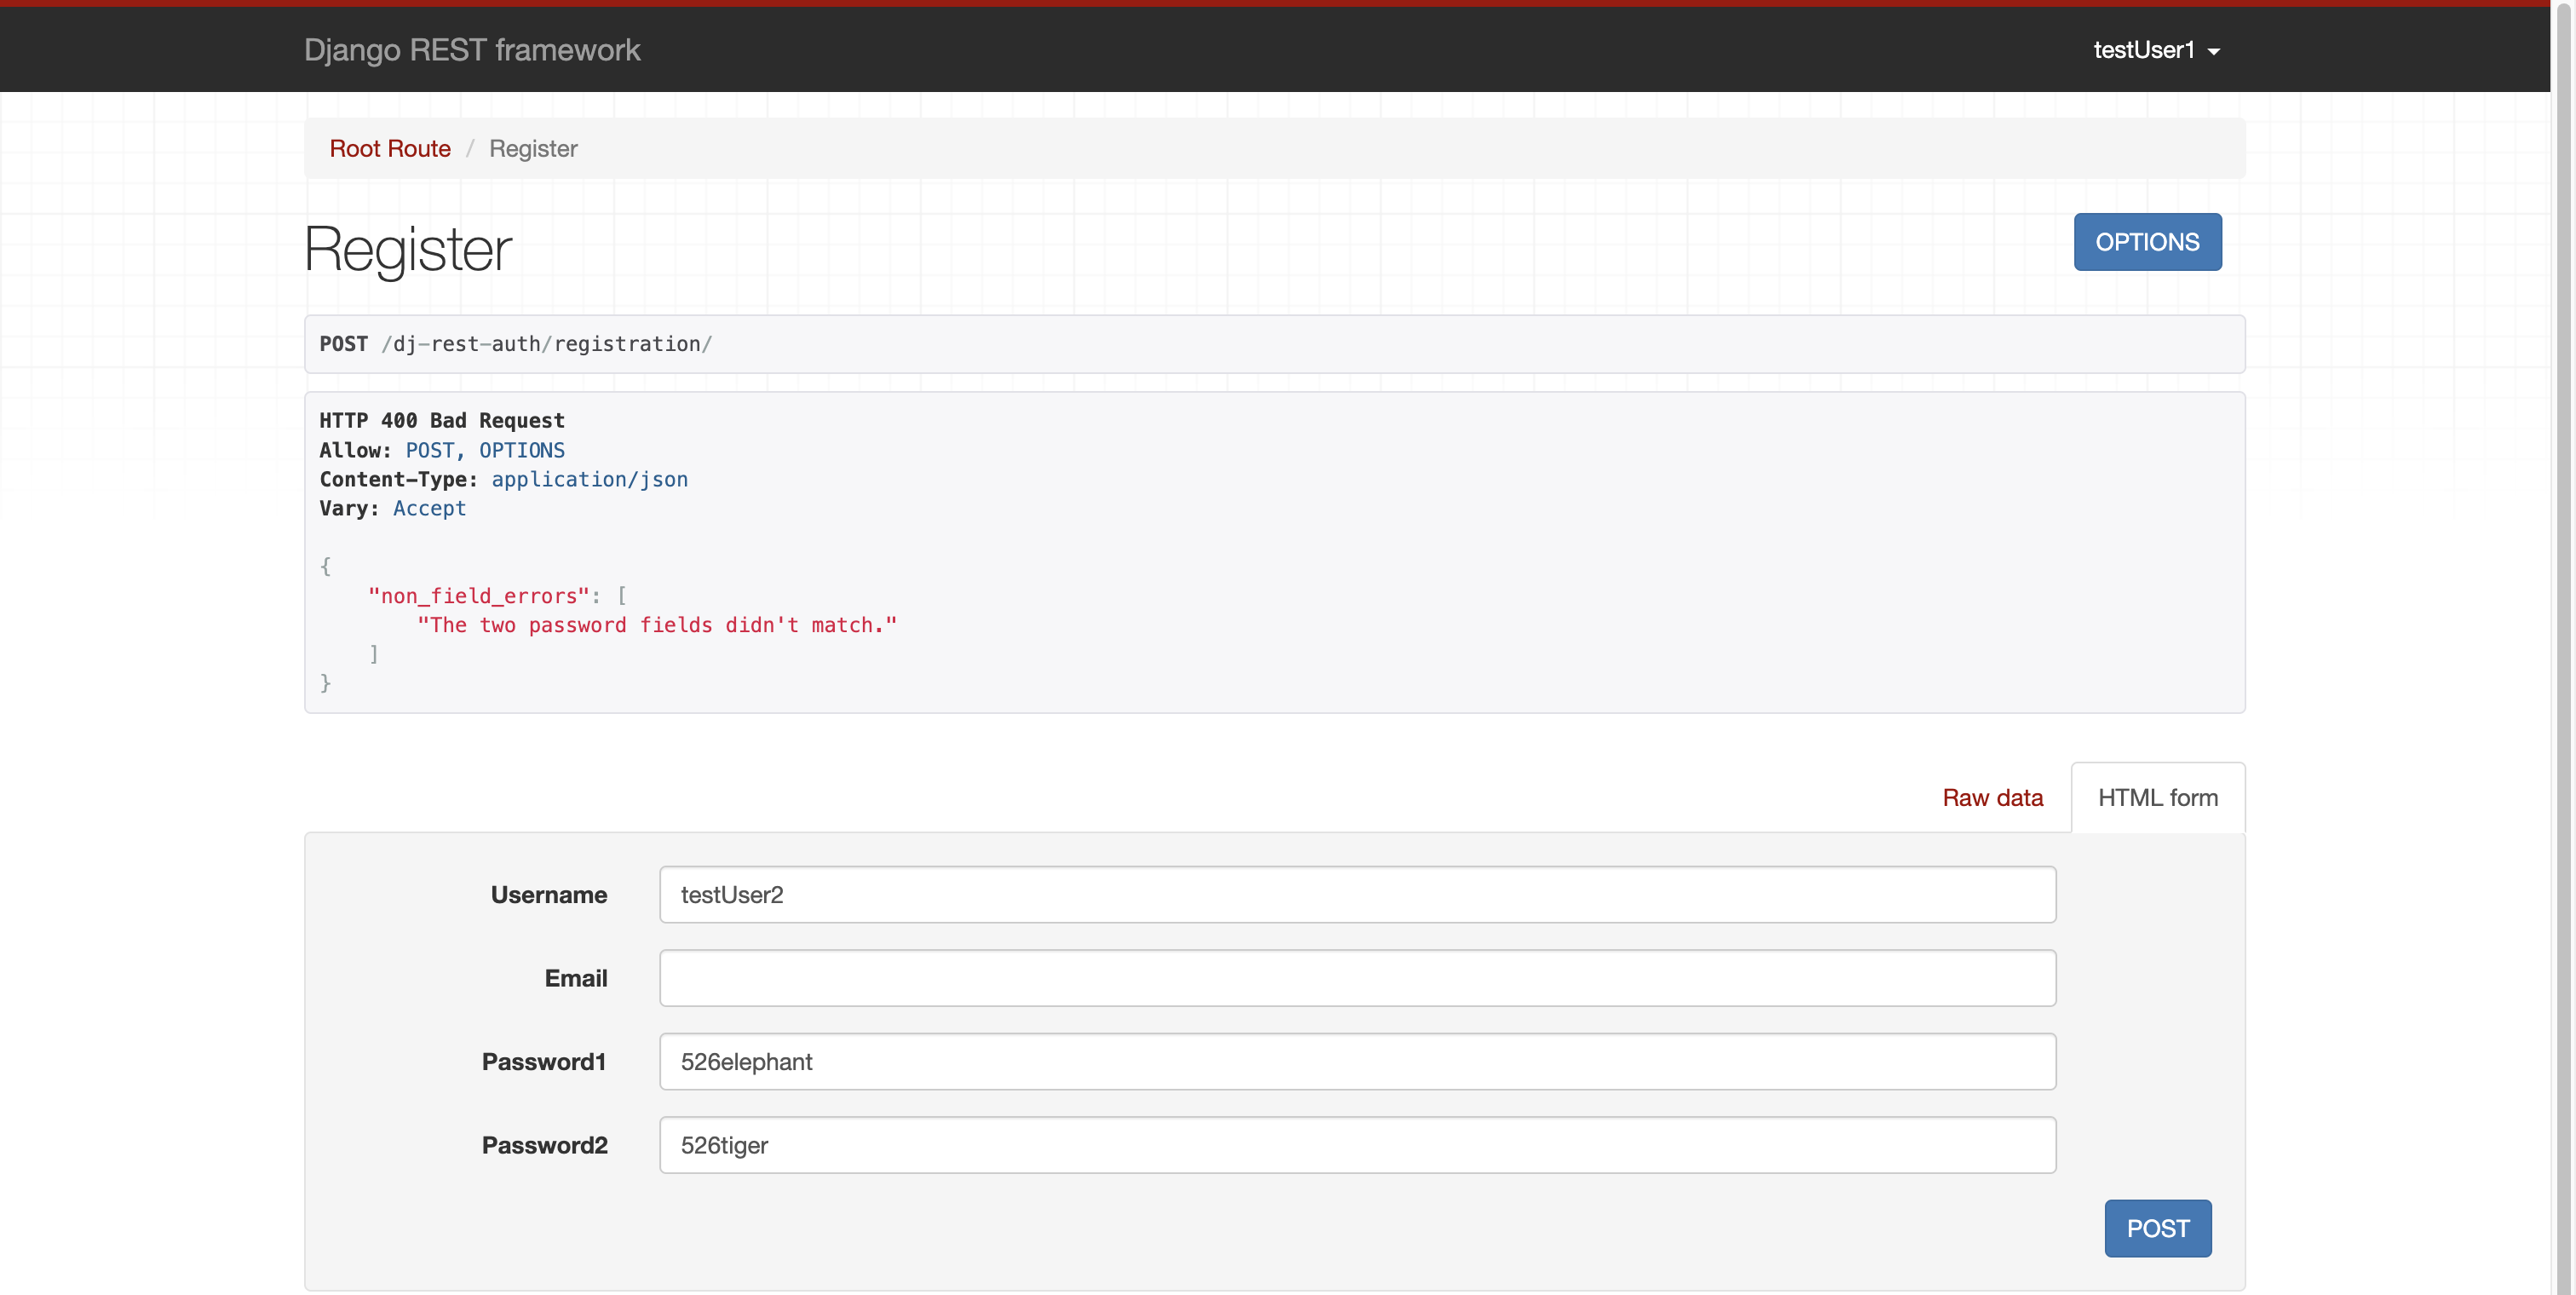 Django REST framework
testUser1
Root Route / Register
Register
OPTIONS
POST /dj-rest-auth/registration/
HTTP 400 Bad Request
Allow: POST, OPTIONS
Content-Type: application/json
Vary: Accept
{
    "non_field_errors": [
        "The two password fields didn't match."
    ]
}
Raw data
HTML form
Username
testUser2
Email
Password1
526elephant
Password2
526tiger
POST